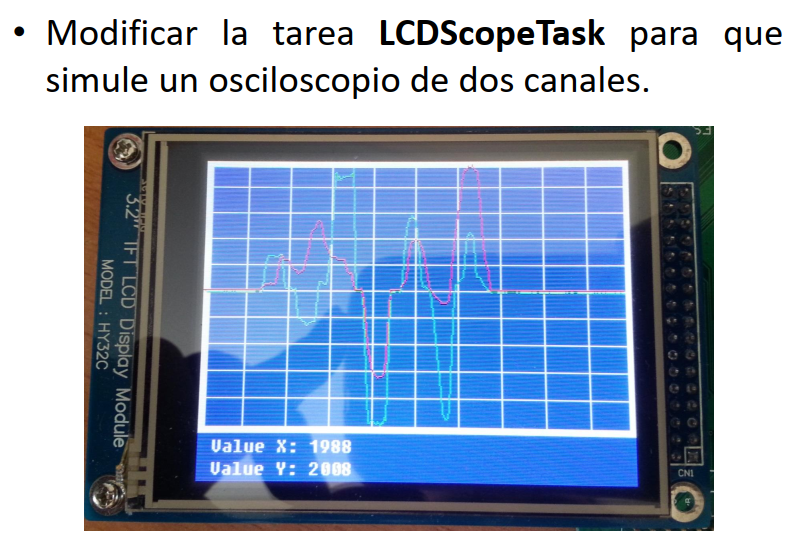 • Modificar la tarea LCDScopeTask para que
simule un osciloscopio de dos canales.
3.2" TFT LCD Display Module
MODEL : HY32C
Value X: 1988
Value Y: 2008
CN1